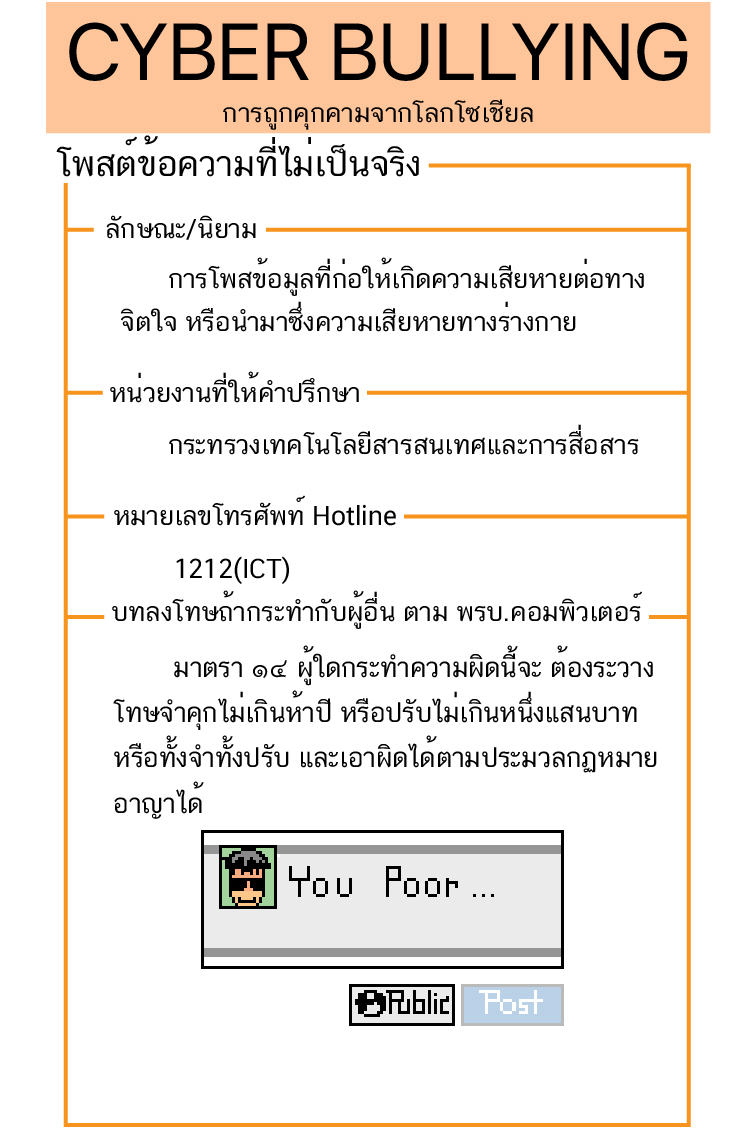 CYBER BULLYING
การถูกคุกคามจากโลกโซเชียล
โพสต์ข้อความที่ไม่เป็นจริง
ลักษณะ/นิยาม
การโพสข้อมูลที่ก่อให้เกิดความเสียหายต่อทาง
จิตใจ หรือนำมาซึ่งความเสียหายทางร่างกาย
หน่วยงานที่ให้คำปรึกษา
กระทรวงเทคโนโลยีสารสนเทศและการสื่อสาร
หมายเลขโทรศัพท์ Hotline
1212(ICT)
บทลงโทษถ้ากระทำกับผู้อื่น ตาม พรบ.คอมพิวเตอร์
มาตรา ๑๔ ผู้ใดกระทำความผิดนี้จะ ต้องระวาง
โทษจำคุกไม่เกินห้าปี หรือปรับไม่เกินหนึ่งแสนบาท
หรือทั้งจำทั้งปรับ และเอาผิดได้ตามประมวลกฏหมาย
อาญาได้
You Poor...
Public Post